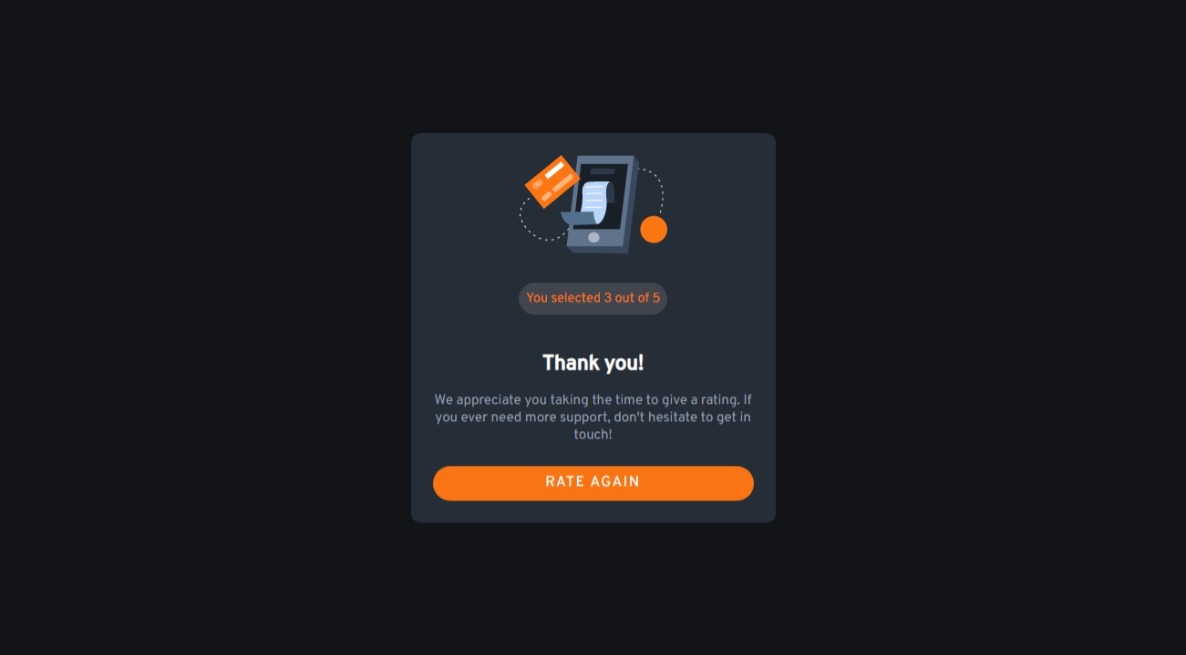 You selected 3 out of 5
Thank you!
We appreciate you taking the time to give a rating. If
you ever need more support, don't hesitate to get in
touch!
RATE AGAIN